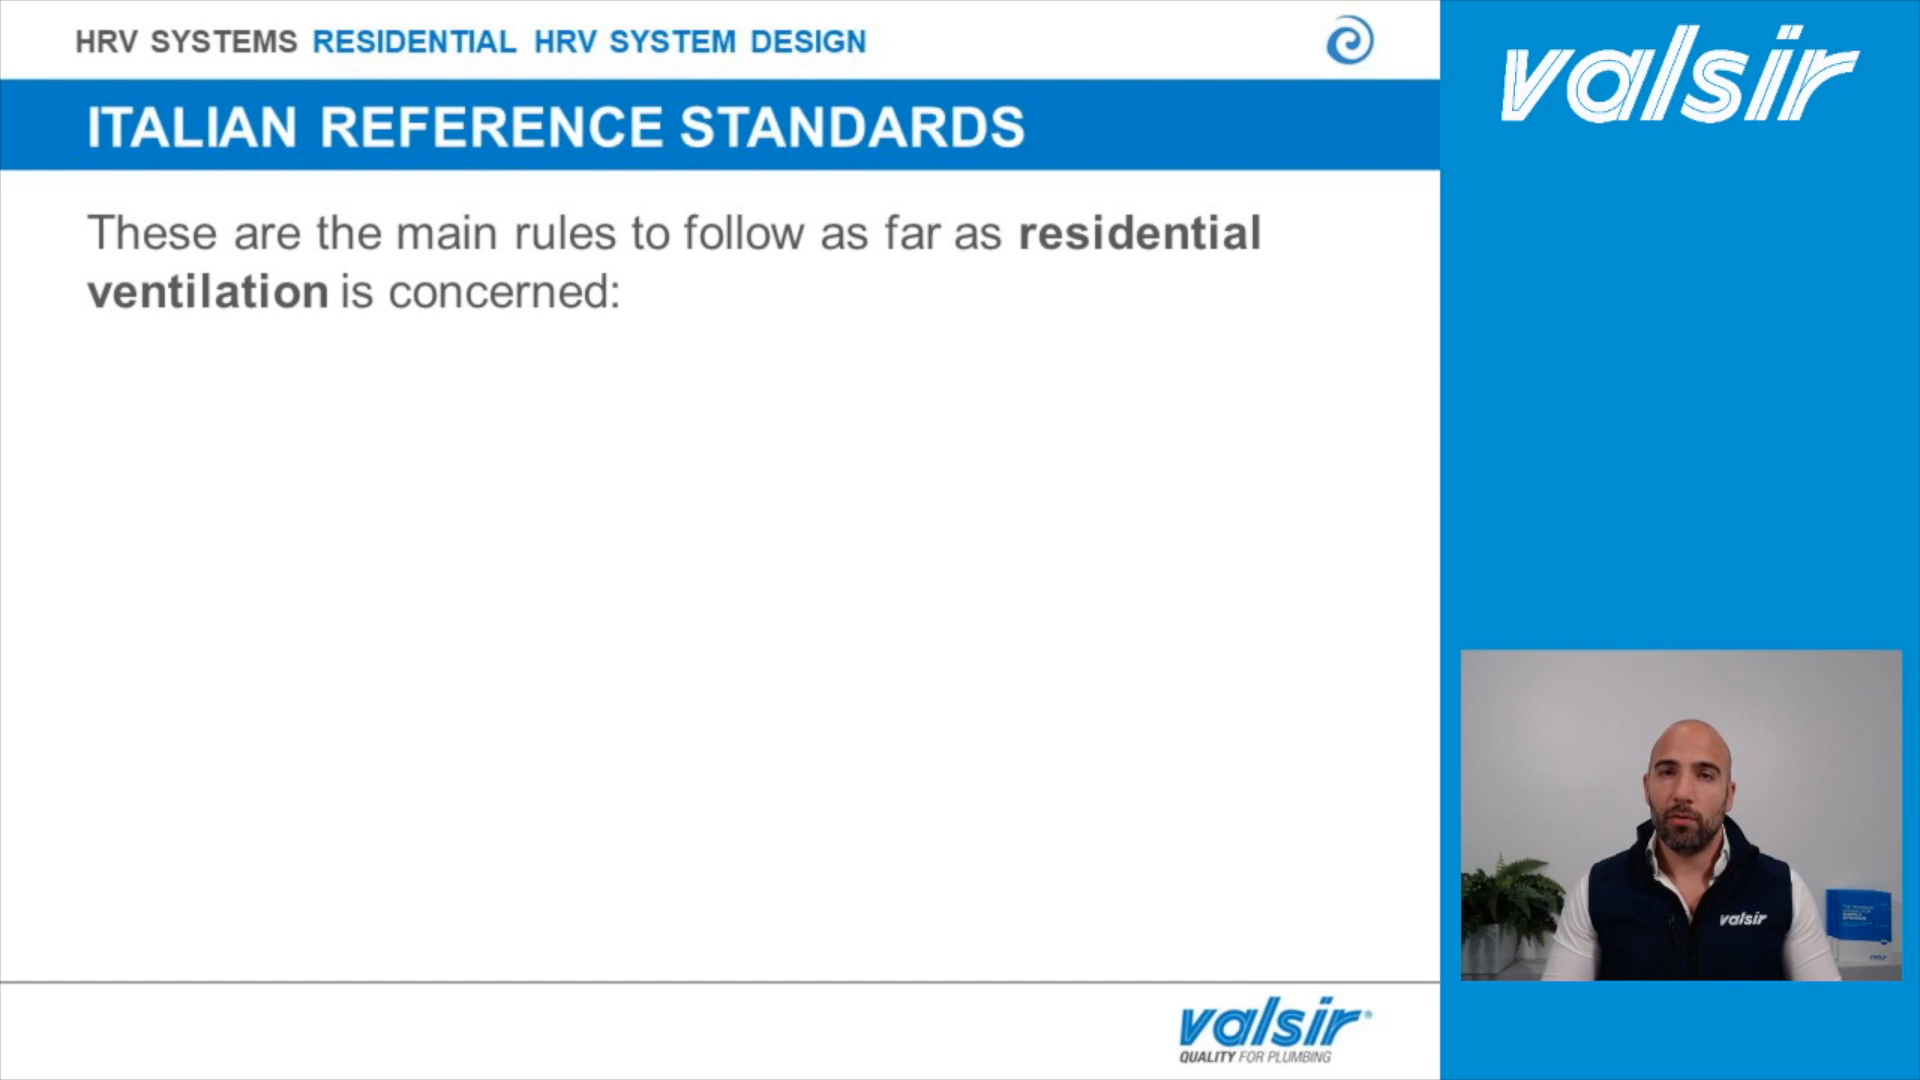 HRV SYSTEMS RESIDENTIAL HRV SYSTEM DESIGN
valsir
ITALIAN REFERENCE STANDARDS
These are the main rules to follow as far as residential
ventilation is concerned:
valsir
valsir®
QUALITY FOR PLUMBING